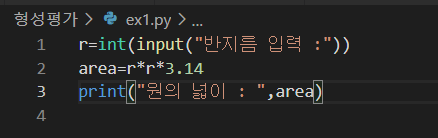 형성평가 > ex1.py > ...
1 r=int(input("반지름 입력 :"))
2 area=r*r*3.14
3 print("원의 넓이 : ",area)
4